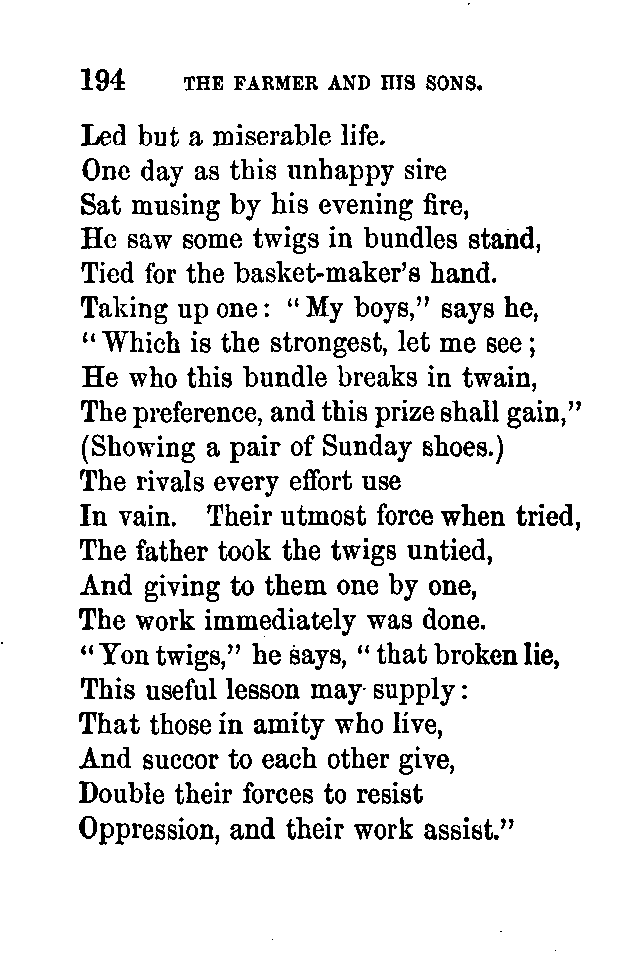 194 THE FARMER AND HIS SONS.
Led but a miserable life.
One day as this unhappy sire
Sat musing by his evening fire,
He saw some twigs in bundles stand,
Tied for the basket-maker's hand.
Taking up one: "My boys," says he,
"Which is the strongest, let me see;
He who this bundle breaks in twain,
The preference, and this prize shall gain,"
(Showing a pair of Sunday shoes.)
The rivals every effort use
In vain. Their utmost force when tried,
The father took the twigs untied,
And giving to them one by one,
The work immediately was done.
"Yon twigs," he says, "that broken lie,
This useful lesson may supply:
That those in amity who live,
And succor to each other give,
Double their forces to resist
Oppression, and their work assist."